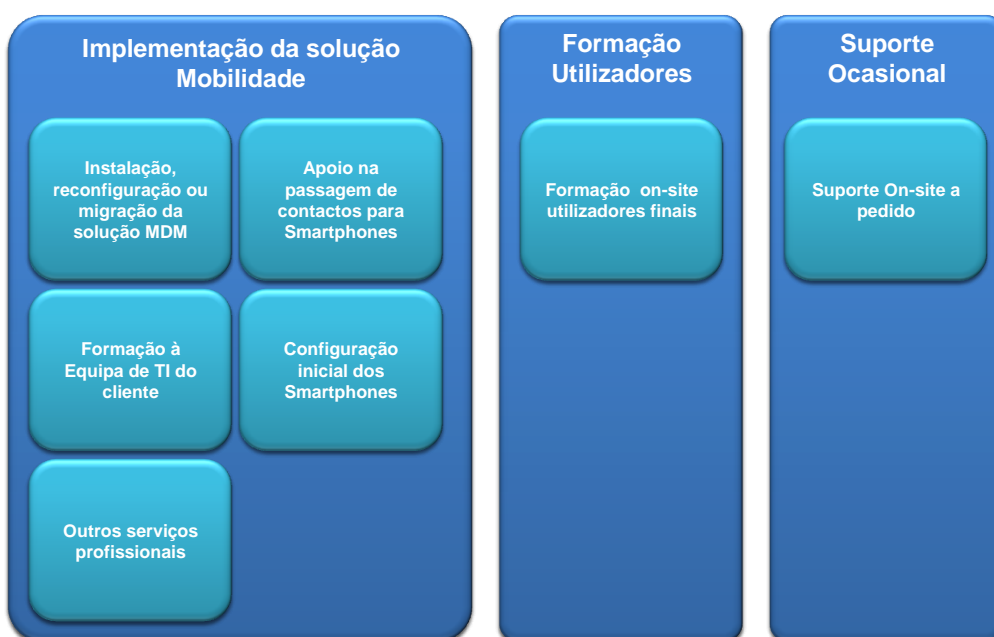 Implementação da solução
Mobilidade
Instalação,
reconfiguração ou
migração da
solução MDM
Apoio na
passagem de
contactos para
Smartphones
Formação à
Equipa de TI do
cliente
Configuração
inicial dos
Smartphones
Outros serviços
profissionais
Formação
Utilizadores
Formação on-site
utilizadores finais
Suporte
Ocasional
Suporte On-site a
pedido